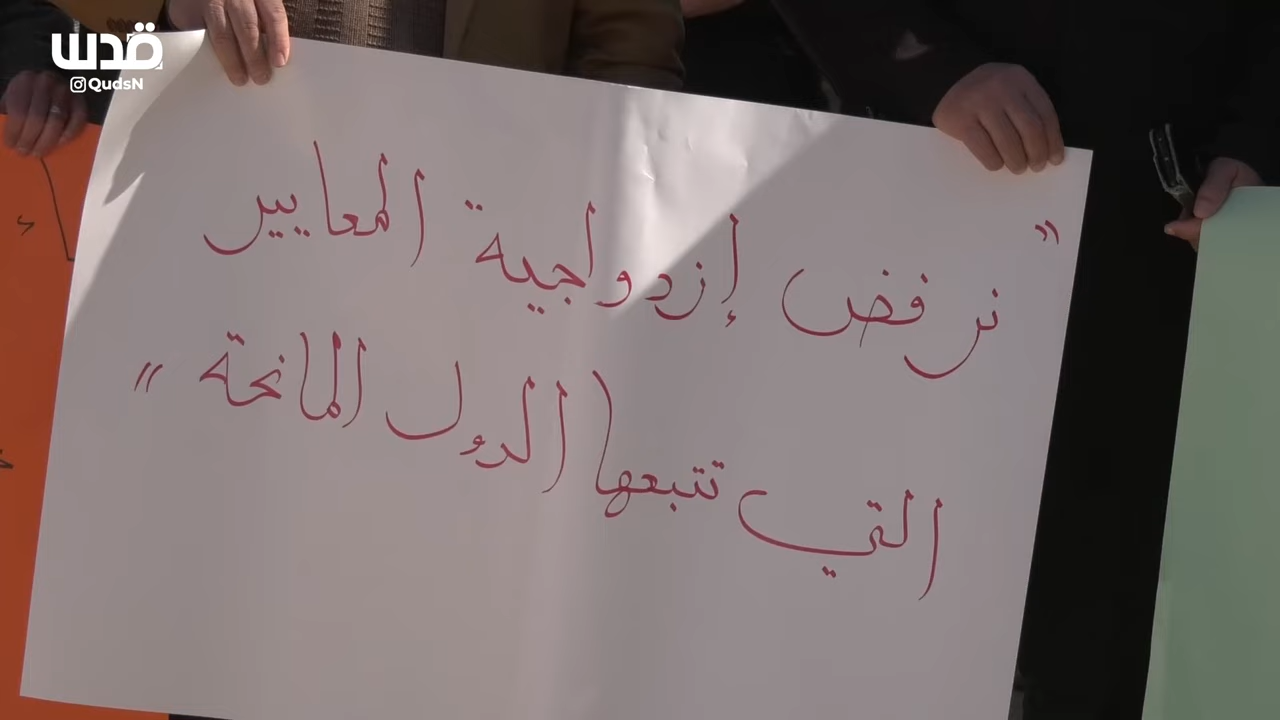 قدس
QudsN
" نرفض إزدواجية المعايير
التي تتبعها الدول المانحة "